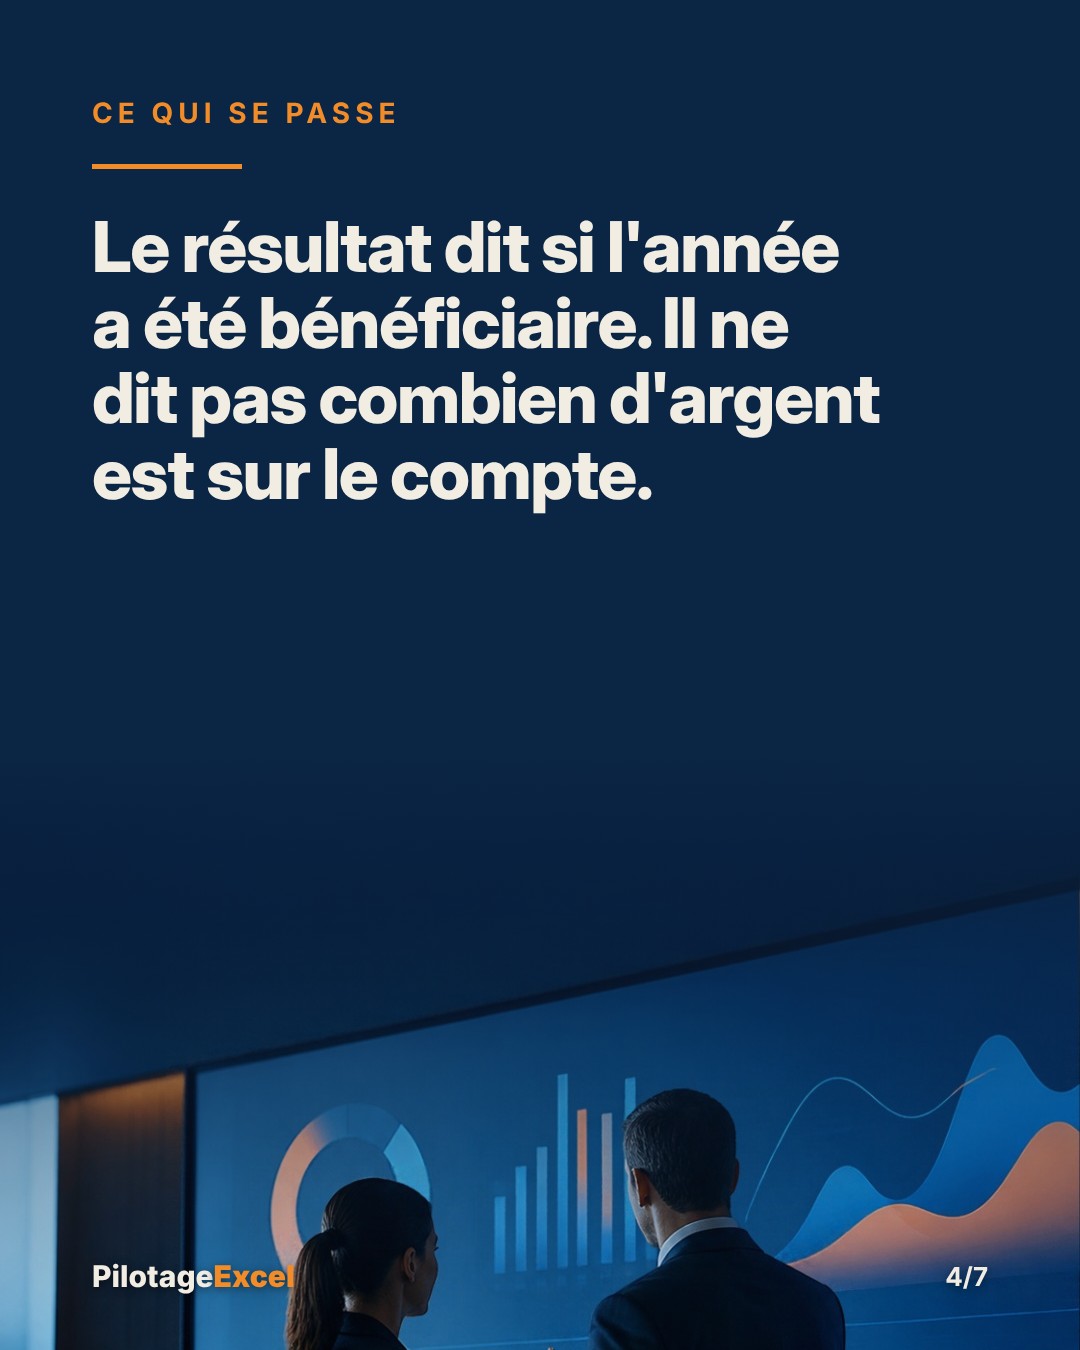 CE QUI SE PASSE
Le résultat dit si l'année
a été bénéficiaire. Il ne
dit pas combien d'argent
est sur le compte.
PilotageExcel
4/7